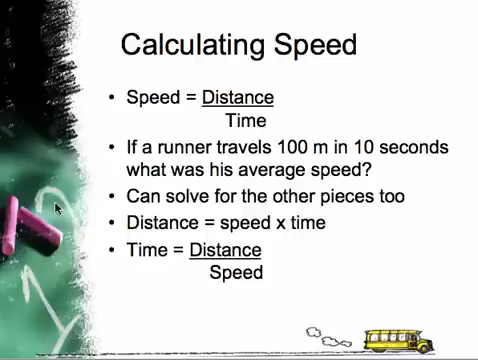 Calculating Speed
• Speed = Distance
Time
• If a runner travels 100 m in 10 seconds
what was his average speed?
• Can solve for the other pieces too
• Distance = speed x time
• Time = Distance
Speed